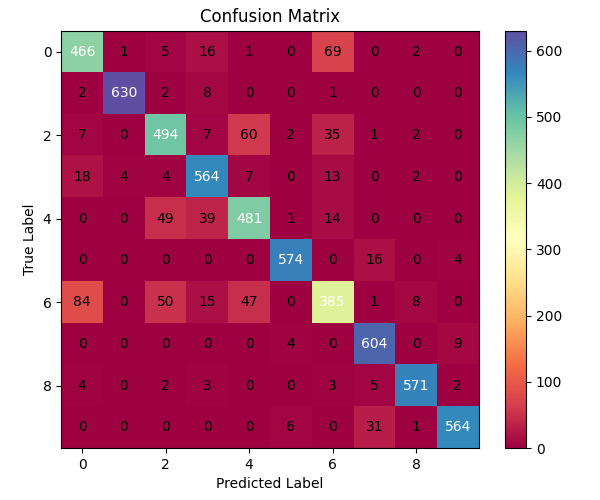 Confusion Matrix
0 466 1 5 16 1 0 69 0 2 0
2 630 2 8 0 0 1 0 0 0
2 7 0 494 7 60 2 35 1 2 0
18 4 4 564 7 0 13 0 2 0
4 0 0 49 39 481 1 14 0 0 0
0 0 0 0 0 574 0 16 0 4
6 84 0 50 15 47 0 385 1 8 0
0 0 0 0 0 4 0 604 0 9
8 4 0 2 3 0 0 3 5 571 2
0 0 0 0 0 6 0 31 1 564
0 2 4 6 8
Predicted Label
True Label
600
500
400
300
200
100
0